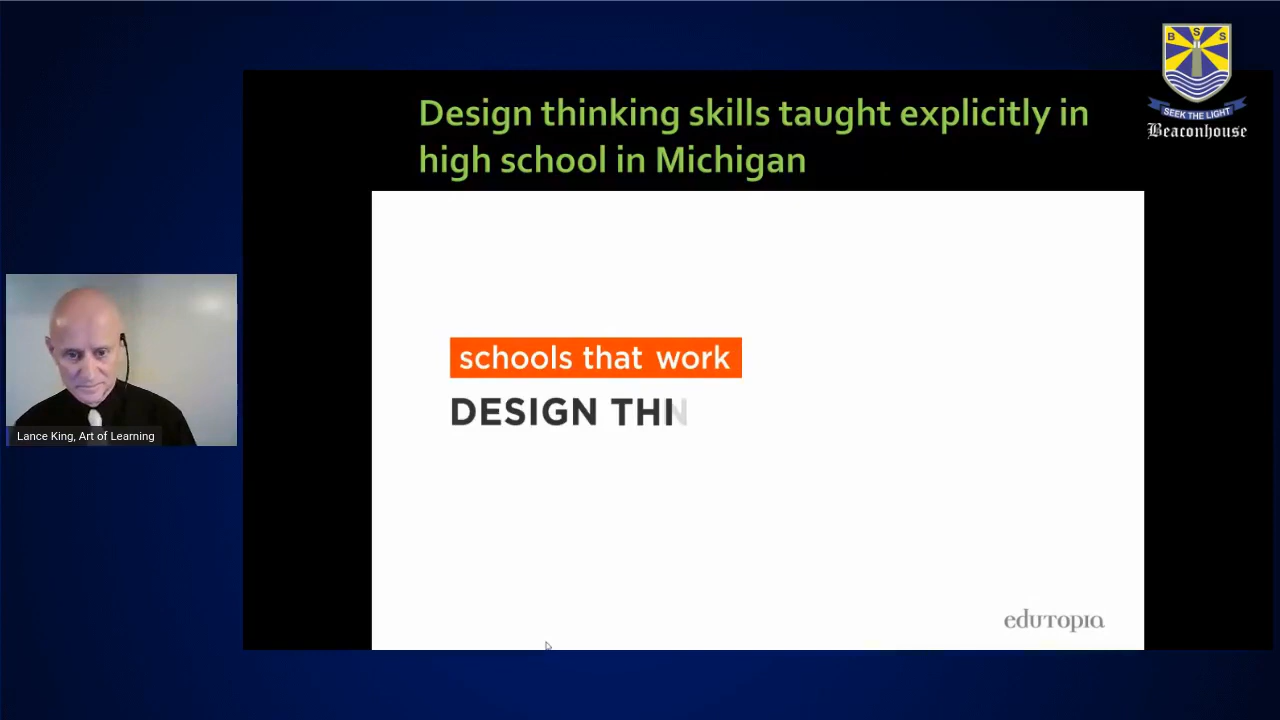 BSS
SEEK THE LIGHT
Beaconhouse
Design thinking skills taught explicitly in
high school in Michigan
schools that work
DESIGN THIN
Lance King, Art of Learning
edutopia